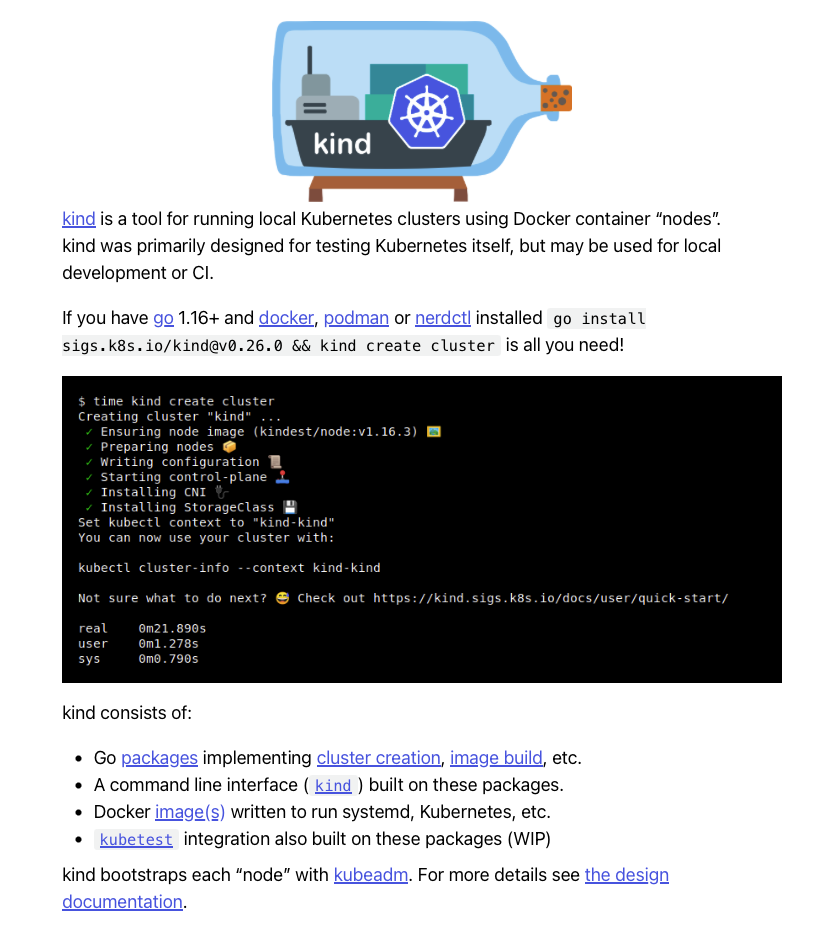 kind
kind is a tool for running local Kubernetes clusters using Docker container “nodes”.
kind was primarily designed for testing Kubernetes itself, but may be used for local
development or CI.
If you have go 1.16+ and docker, podman or nerdctl installed go install
sigs.k8s.io/kind@v0.26.0 && kind create cluster is all you need!
$ time kind create cluster
Creating cluster "kind" ...
✓ Ensuring node image (kindest/node:v1.16.3) 🖼
✓ Preparing nodes 📦
✓ Writing configuration 📜
✓ Starting control-plane 🕹️
✓ Installing CNI 🔌
✓ Installing StorageClass 💾
Set kubectl context to "kind-kind"
You can now use your cluster with:
kubectl cluster-info --context kind-kind
Not sure what to do next? 😅 Check out https://kind.sigs.k8s.io/docs/user/quick-start/
real 0m21.890s
user 0m1.278s
sys 0m0.790s
kind consists of:
• Go packages implementing cluster creation, image build, etc.
• A command line interface ( kind ) built on these packages.
• Docker image(s) written to run systemd, Kubernetes, etc.
• kubetest integration also built on these packages (WIP)
kind bootstraps each “node” with kubeadm. For more details see the design
documentation.